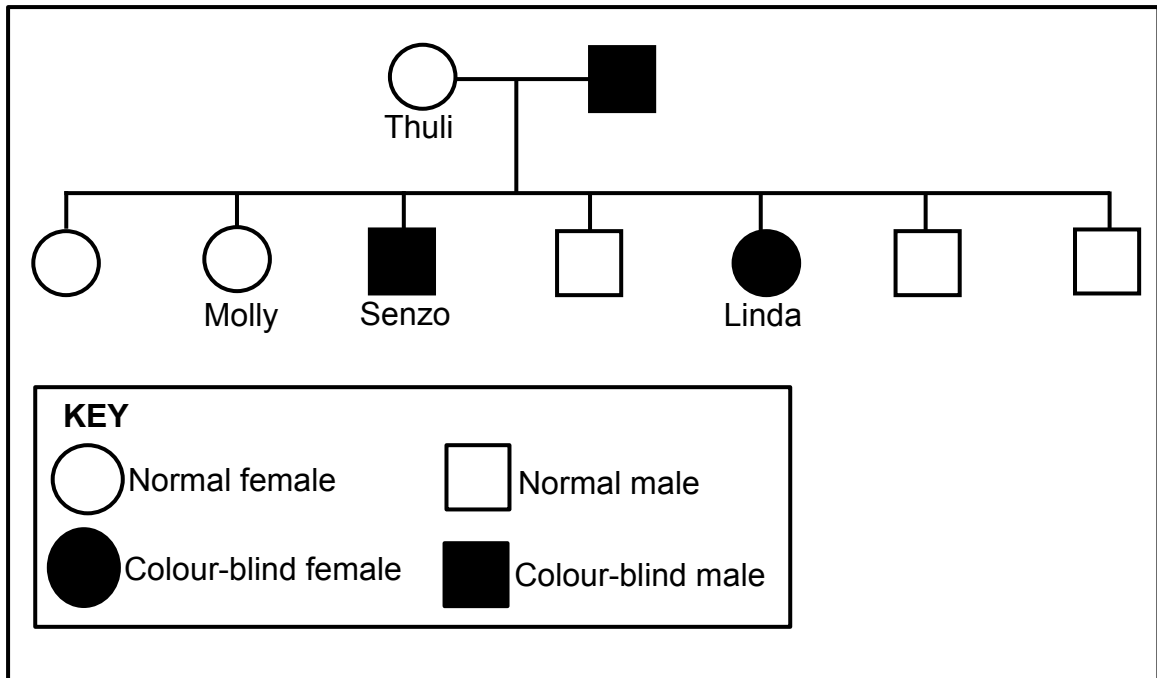 Thuli
Molly Senzo Linda
KEY
Normal female Normal male
Colour-blind female Colour-blind male